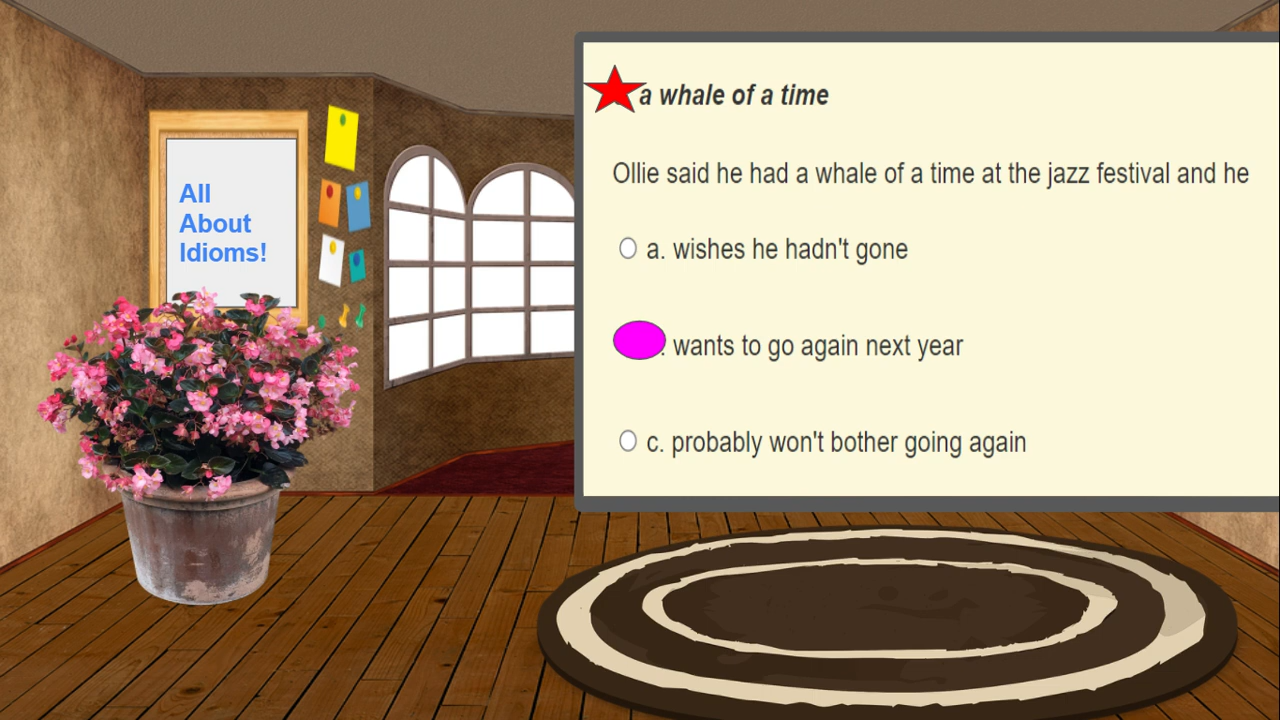 All
About
Idioms!
a whale of a time
Ollie said he had a whale of a time at the jazz festival and he
a. wishes he hadn't gone
. wants to go again next year
c. probably won't bother going again